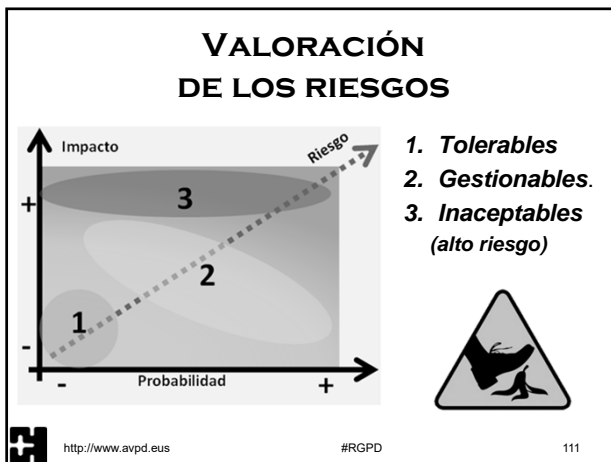 VALORACIÓN
DE LOS RIESGOS
Impacto
Riesgo
+
3
2
1
-
-
Probabilidad
+
1. Tolerables
2. Gestionables.
3. Inaceptables
(alto riesgo)
http://www.avpd.eus
#RGPD
111